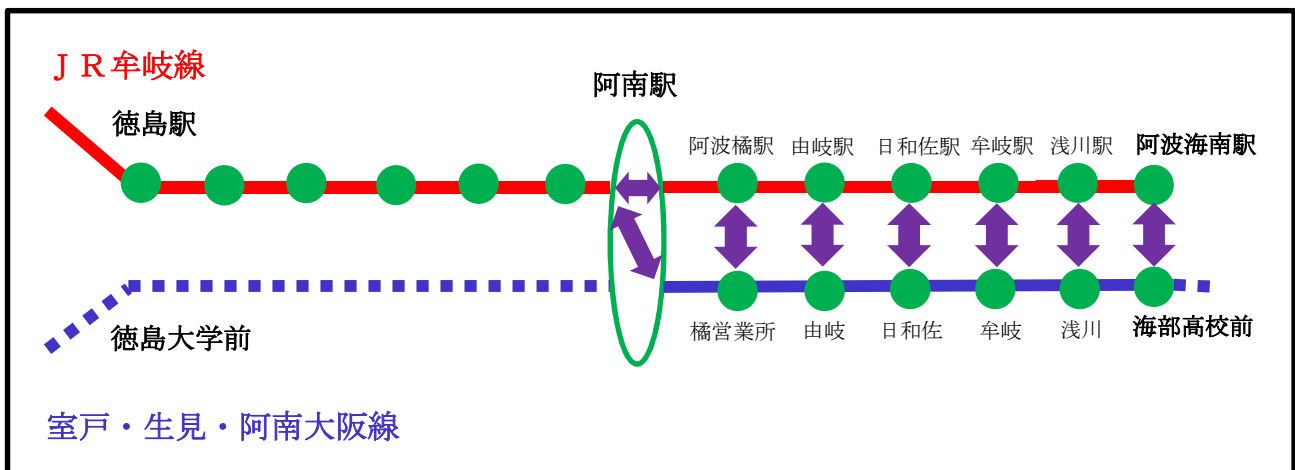 ＪＲ牟岐線
徳島駅
阿南駅
阿波橘駅
由岐駅
日和佐駅
牟岐駅
浅川駅
阿波海南駅
徳島大学前
橘営業所
由岐
日和佐
牟岐
浅川
海部高校前
室戸・生見・阿南大阪線